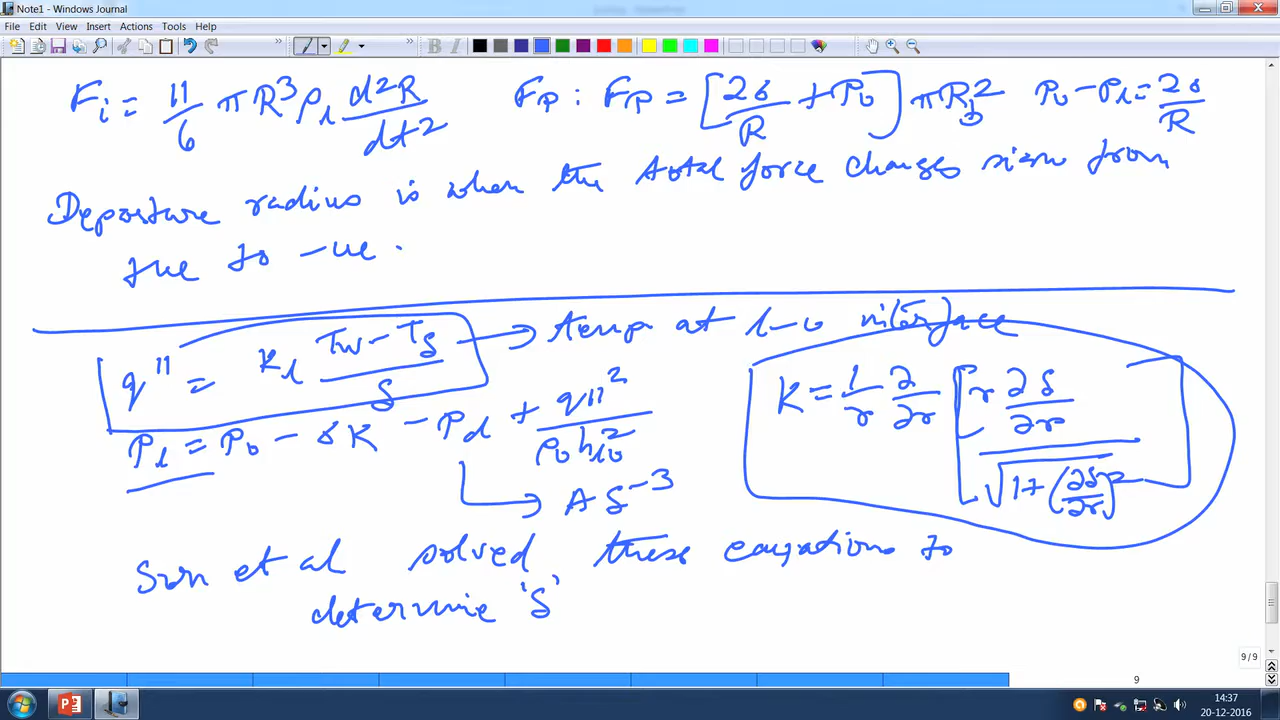 Note1 - Windows Journal
File Edit View Insert Actions Tools Help
Fi = 11/6 πR³ρl d²R/dt² Fp : Fp = [2σ/R + Pv] πRb² Pv - Pl = 2σ/R
Departure radius is when the total force changes sign from
+ve to -ve .
q'' = Kl (Tw - Tδ)/δ → temp at l-v interface
Pl = Pv - σK - Pd + q''²/(ρv hlv²)
→ Aδ⁻³
K = 1/r ∂/∂r [r ∂δ/∂r / √(1+(∂δ/∂r)²)]
Sun et al solved these equations to
determine 'δ'
9/9
9
14:37
20-12-2016